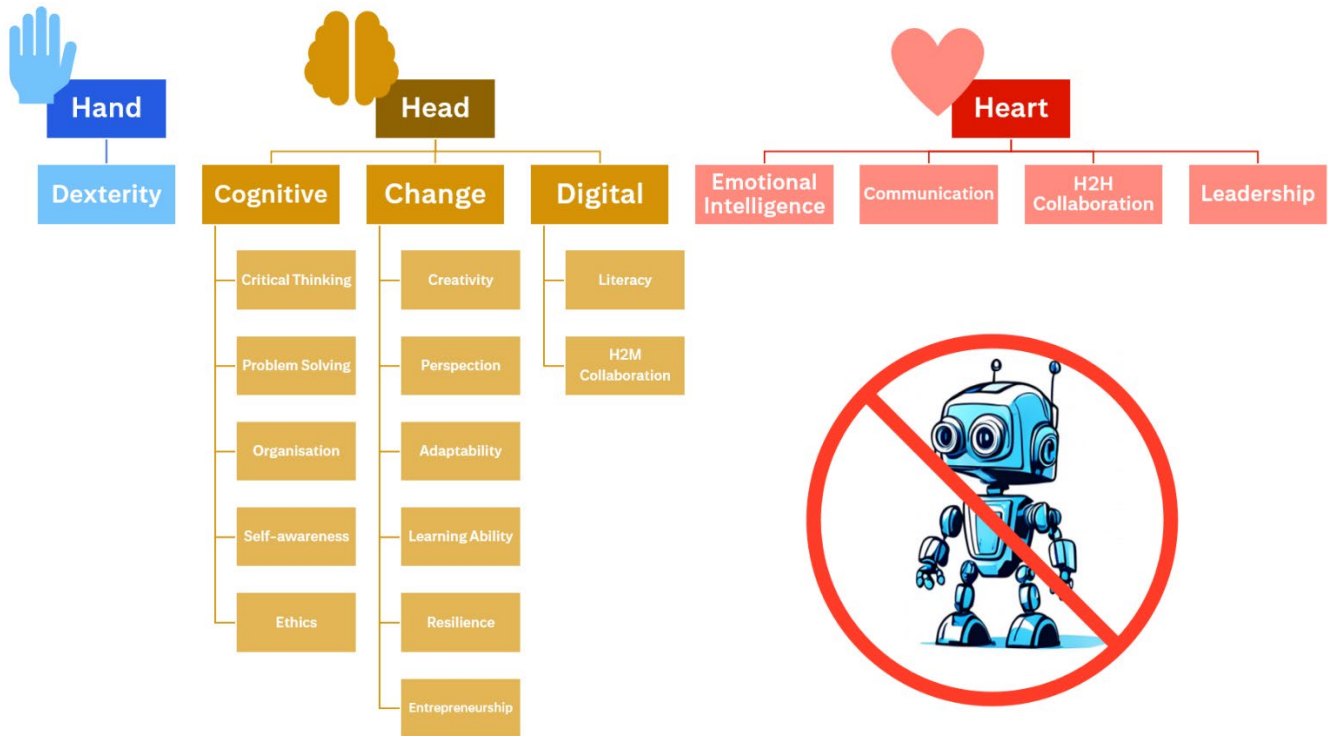 Hand
Head
Heart
Dexterity
Cognitive
Change
Digital
Emotional
Intelligence
Communication
H2H
Collaboration
Leadership
Critical Thinking
Problem Solving
Organisation
Self-awareness
Ethics
Creativity
Perspection
Adaptability
Learning Ability
Resilience
Entrepreneurship
Literacy
H2M
Collaboration